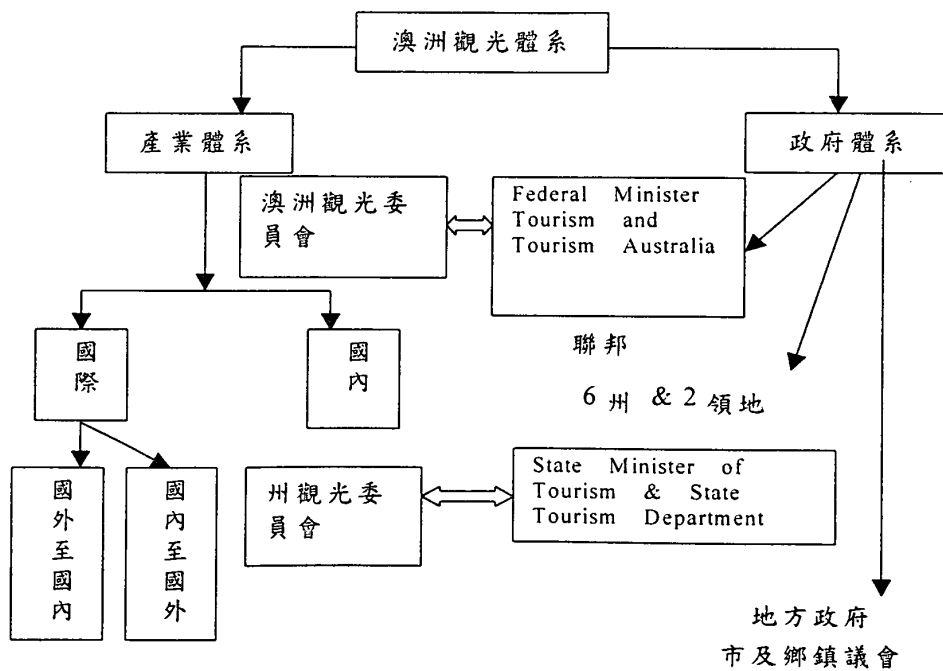 澳洲觀光體系
產業體系
政府體系
澳洲觀光委
員會
Federal Minister
Tourism and
Tourism Australia
聯邦
國際
國內
6州 & 2領地
州觀光委
員會
State Minister of
Tourism & State
Tourism Department
國外至國內
國內至國外
地方政府
市及鄉鎮議會